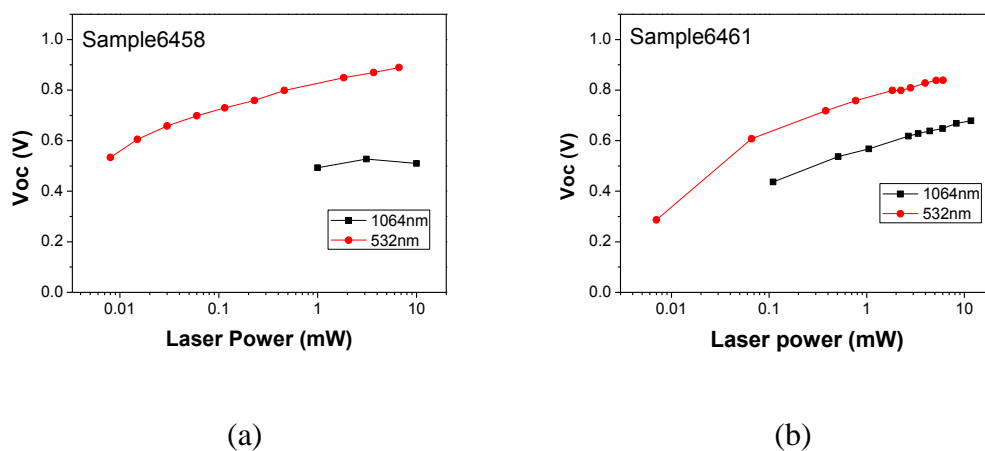 Sample6458
1.0
0.8
0.6
0.4
0.2
0.0
Voc (V)
1064nm
532nm
0.01
0.1
1
10
Laser Power (mW)
(a)
Sample6461
1.0
0.8
0.6
0.4
0.2
0.0
Voc (V)
1064nm
532nm
0.01
0.1
1
10
Laser power (mW)
(b)